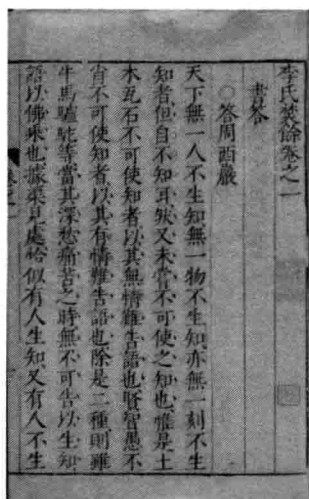 李氏焚餘卷之一
書答
○答周西巖
天下無一人不生知無一物不生知亦無一刻不生
知者但自不知耳然又未嘗不可使之知也惟是土
木瓦石不可使知者以其無情難告語也賢智愚不
肖不可使知者以其有情難告語也除是二種則雖
牛馬驢駝等當其深愁痛苦之時無不可告以生知
語以佛乘也據渠見處恰似有人生知又有人不生